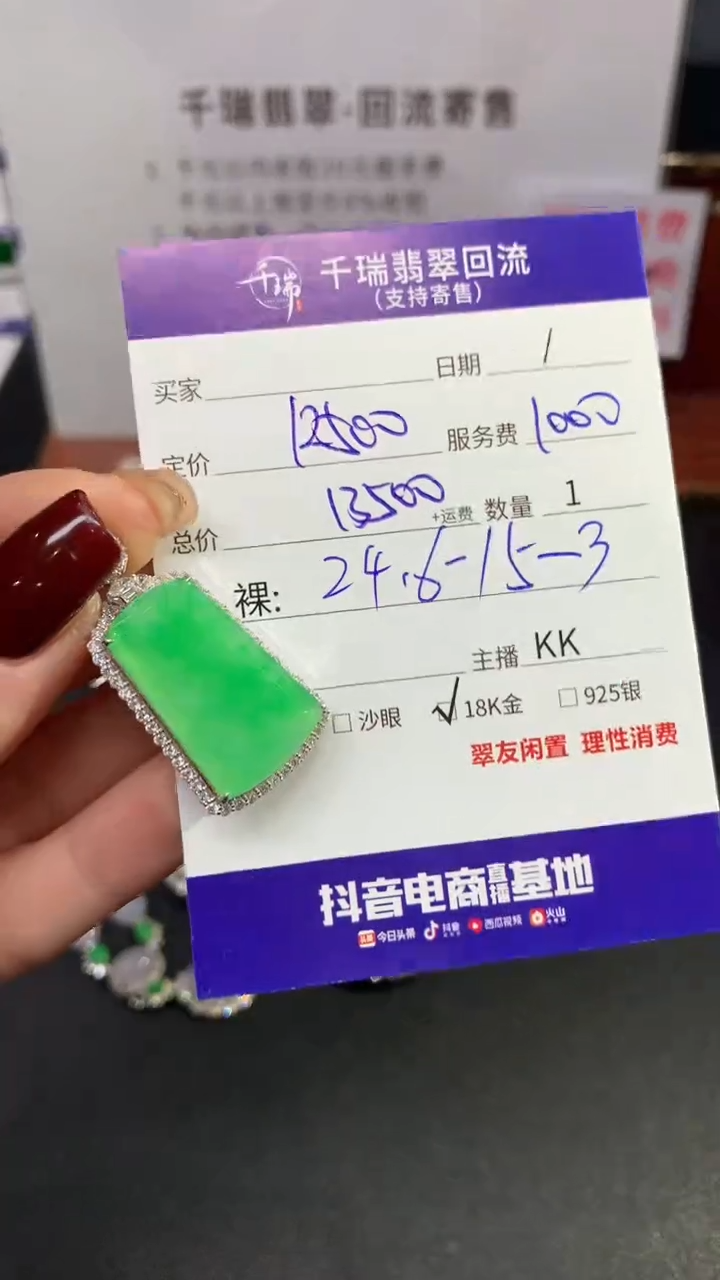 千瑞翡翠·回流寄售
千瑞
千瑞翡翠回流
(支持寄售)
买家 日期 /
定价 12500 服务费 1000
总价 13500 +运费 数量 1
裸: 24.6-15-3
主播 KK
□ 沙眼 ✓ 18K金 □ 925银
翠友闲置 理性消费
抖音电商直播基地
头条 今日头条 抖音 西瓜视频 火山